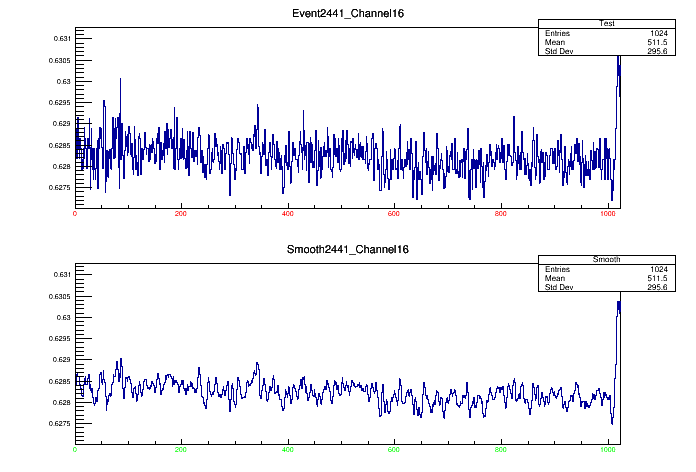 Event2441_Channel16
Test
Entries 1024
Mean 511.5
Std Dev 295.6
0.631
0.6305
0.63
0.6295
0.629
0.6285
0.628
0.6275
0 200 400 600 800 1000
Smooth2441_Channel16
Smooth
Entries 1024
Mean 511.5
Std Dev 295.6
0.631
0.6305
0.63
0.6295
0.629
0.6285
0.628
0.6275
0 200 400 600 800 1000